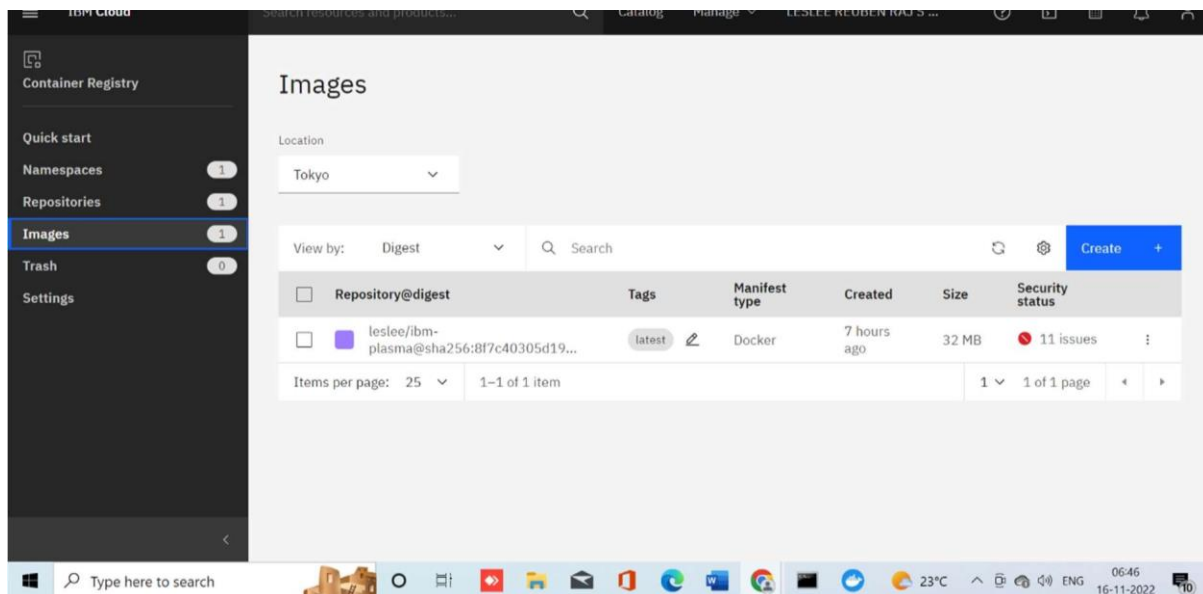 IBM Cloud Search resources and products... Catalog Manage LESLEE REUBEN RAJ S ...
Container Registry
Quick start
Namespaces 1
Repositories 1
Images 1
Trash 0
Settings
Images
Location
Tokyo
View by: Digest Search Create +
Repository@digest Tags Manifest type Created Size Security status
leslee/ibm-
plasma@sha256:8f7c40305d19... latest Docker 7 hours ago 32 MB 11 issues
Items per page: 25 1–1 of 1 item 1 1 of 1 page
Type here to search 23°C ENG 06:46
16-11-2022